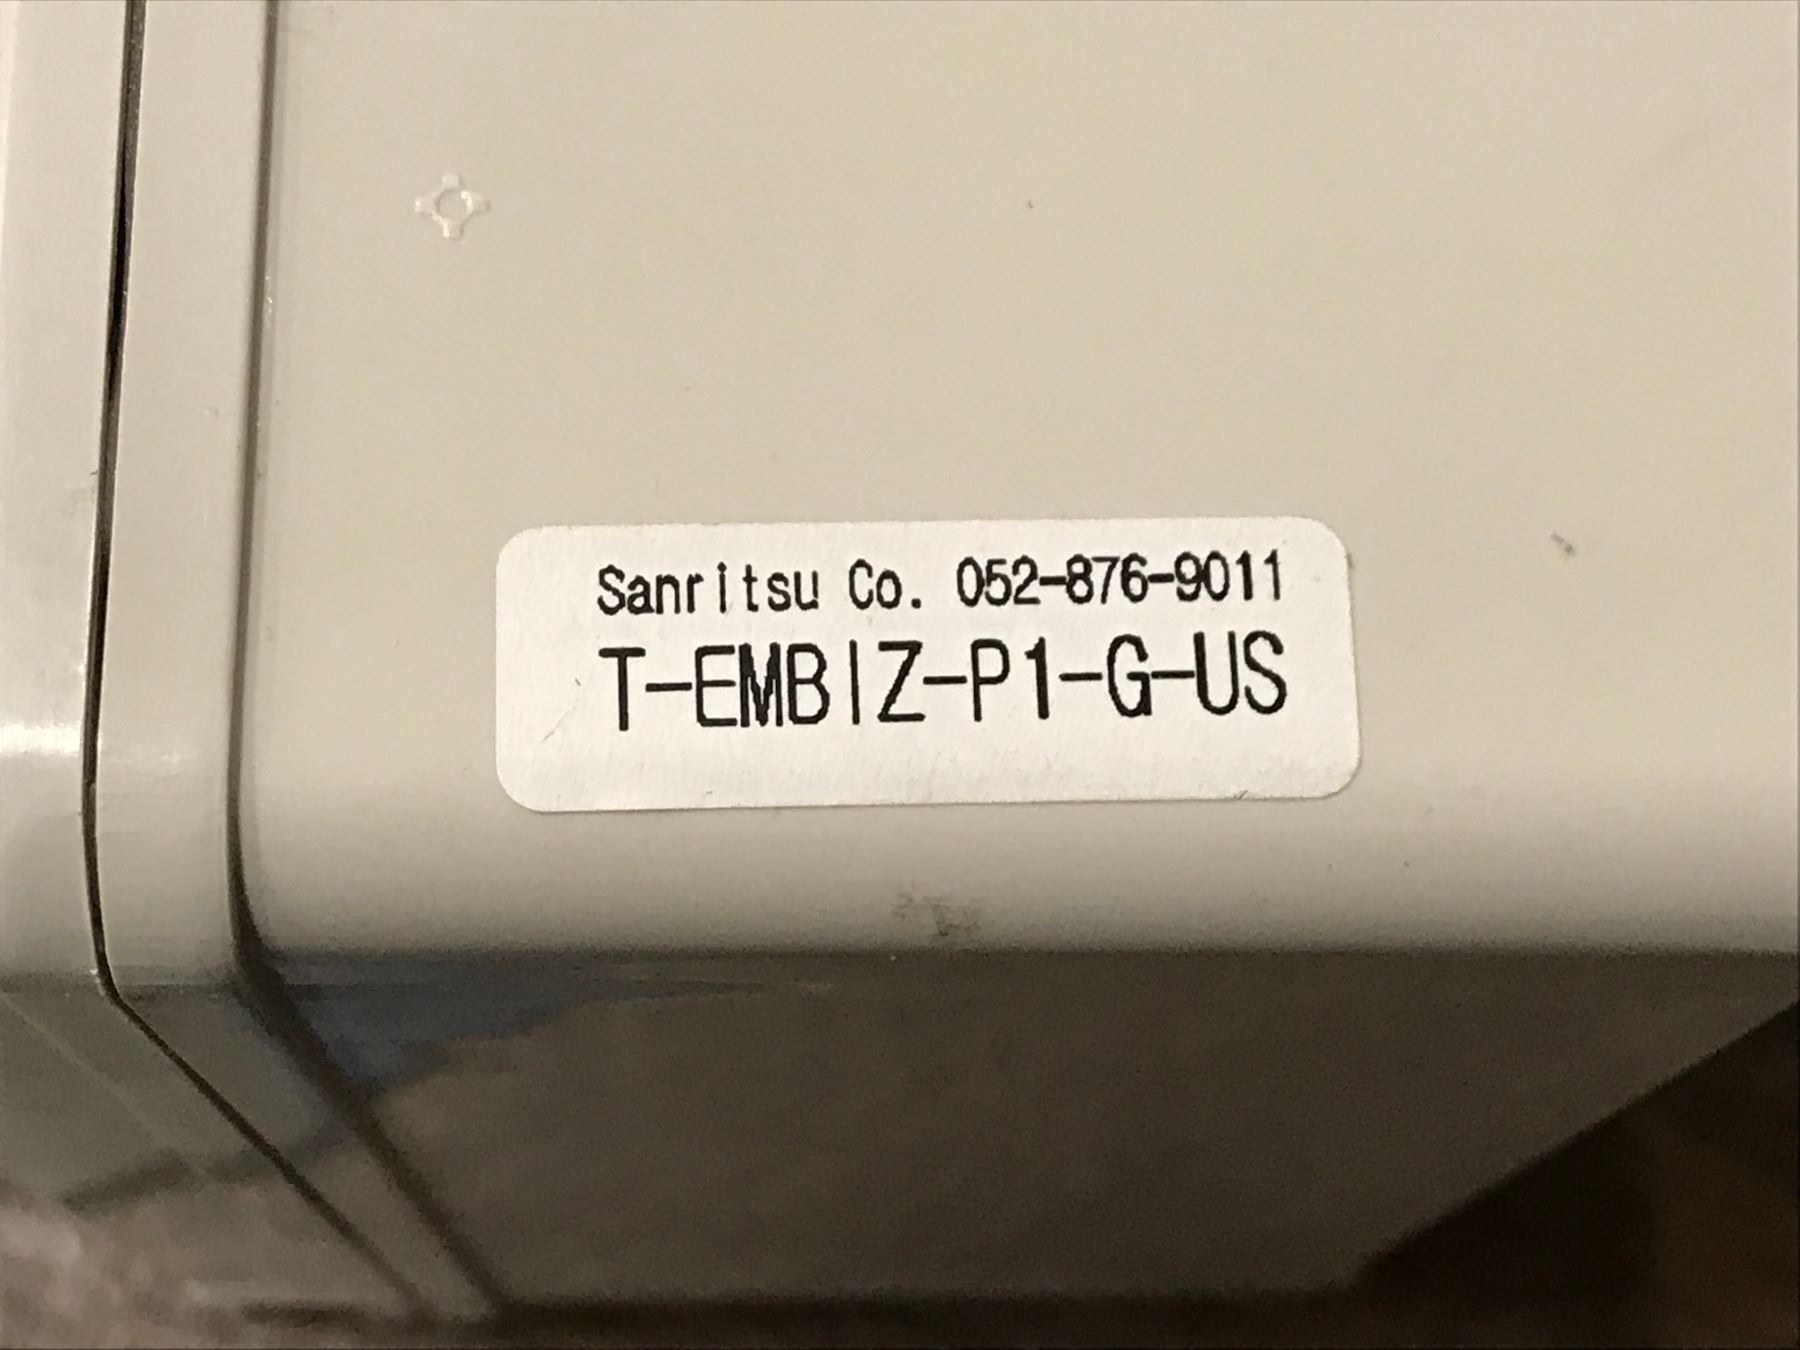 Sanritsu Co. 052-876-9011
T-EMBIZ-P1-G-US